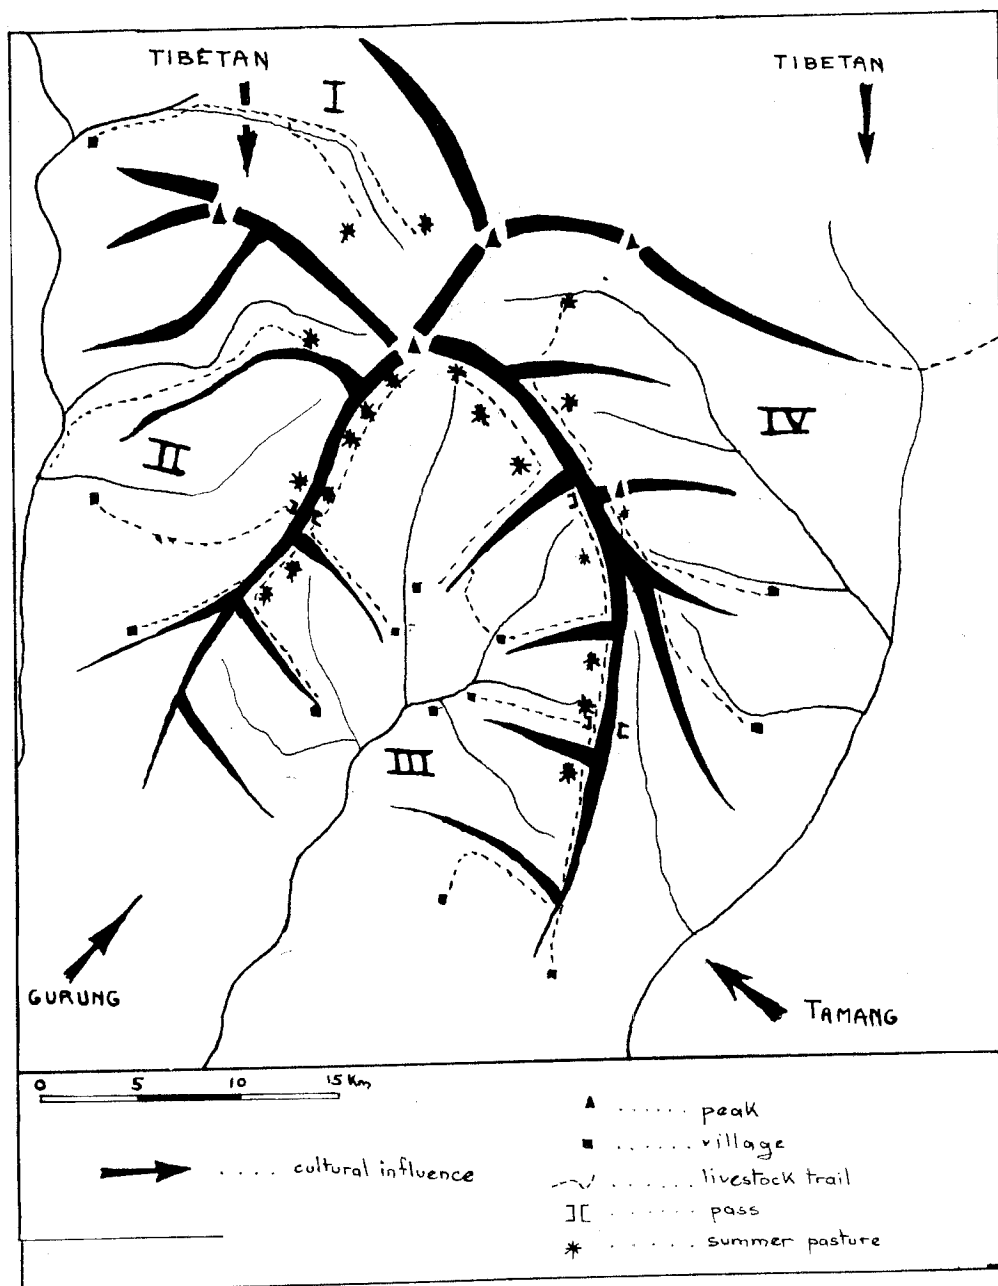 TIBETAN
TIBETAN
I
II
IV
III
GURUNG
TAMANG
0 5 10 15 Km
cultural influence
peak
village
livestock trail
pass
summer pasture